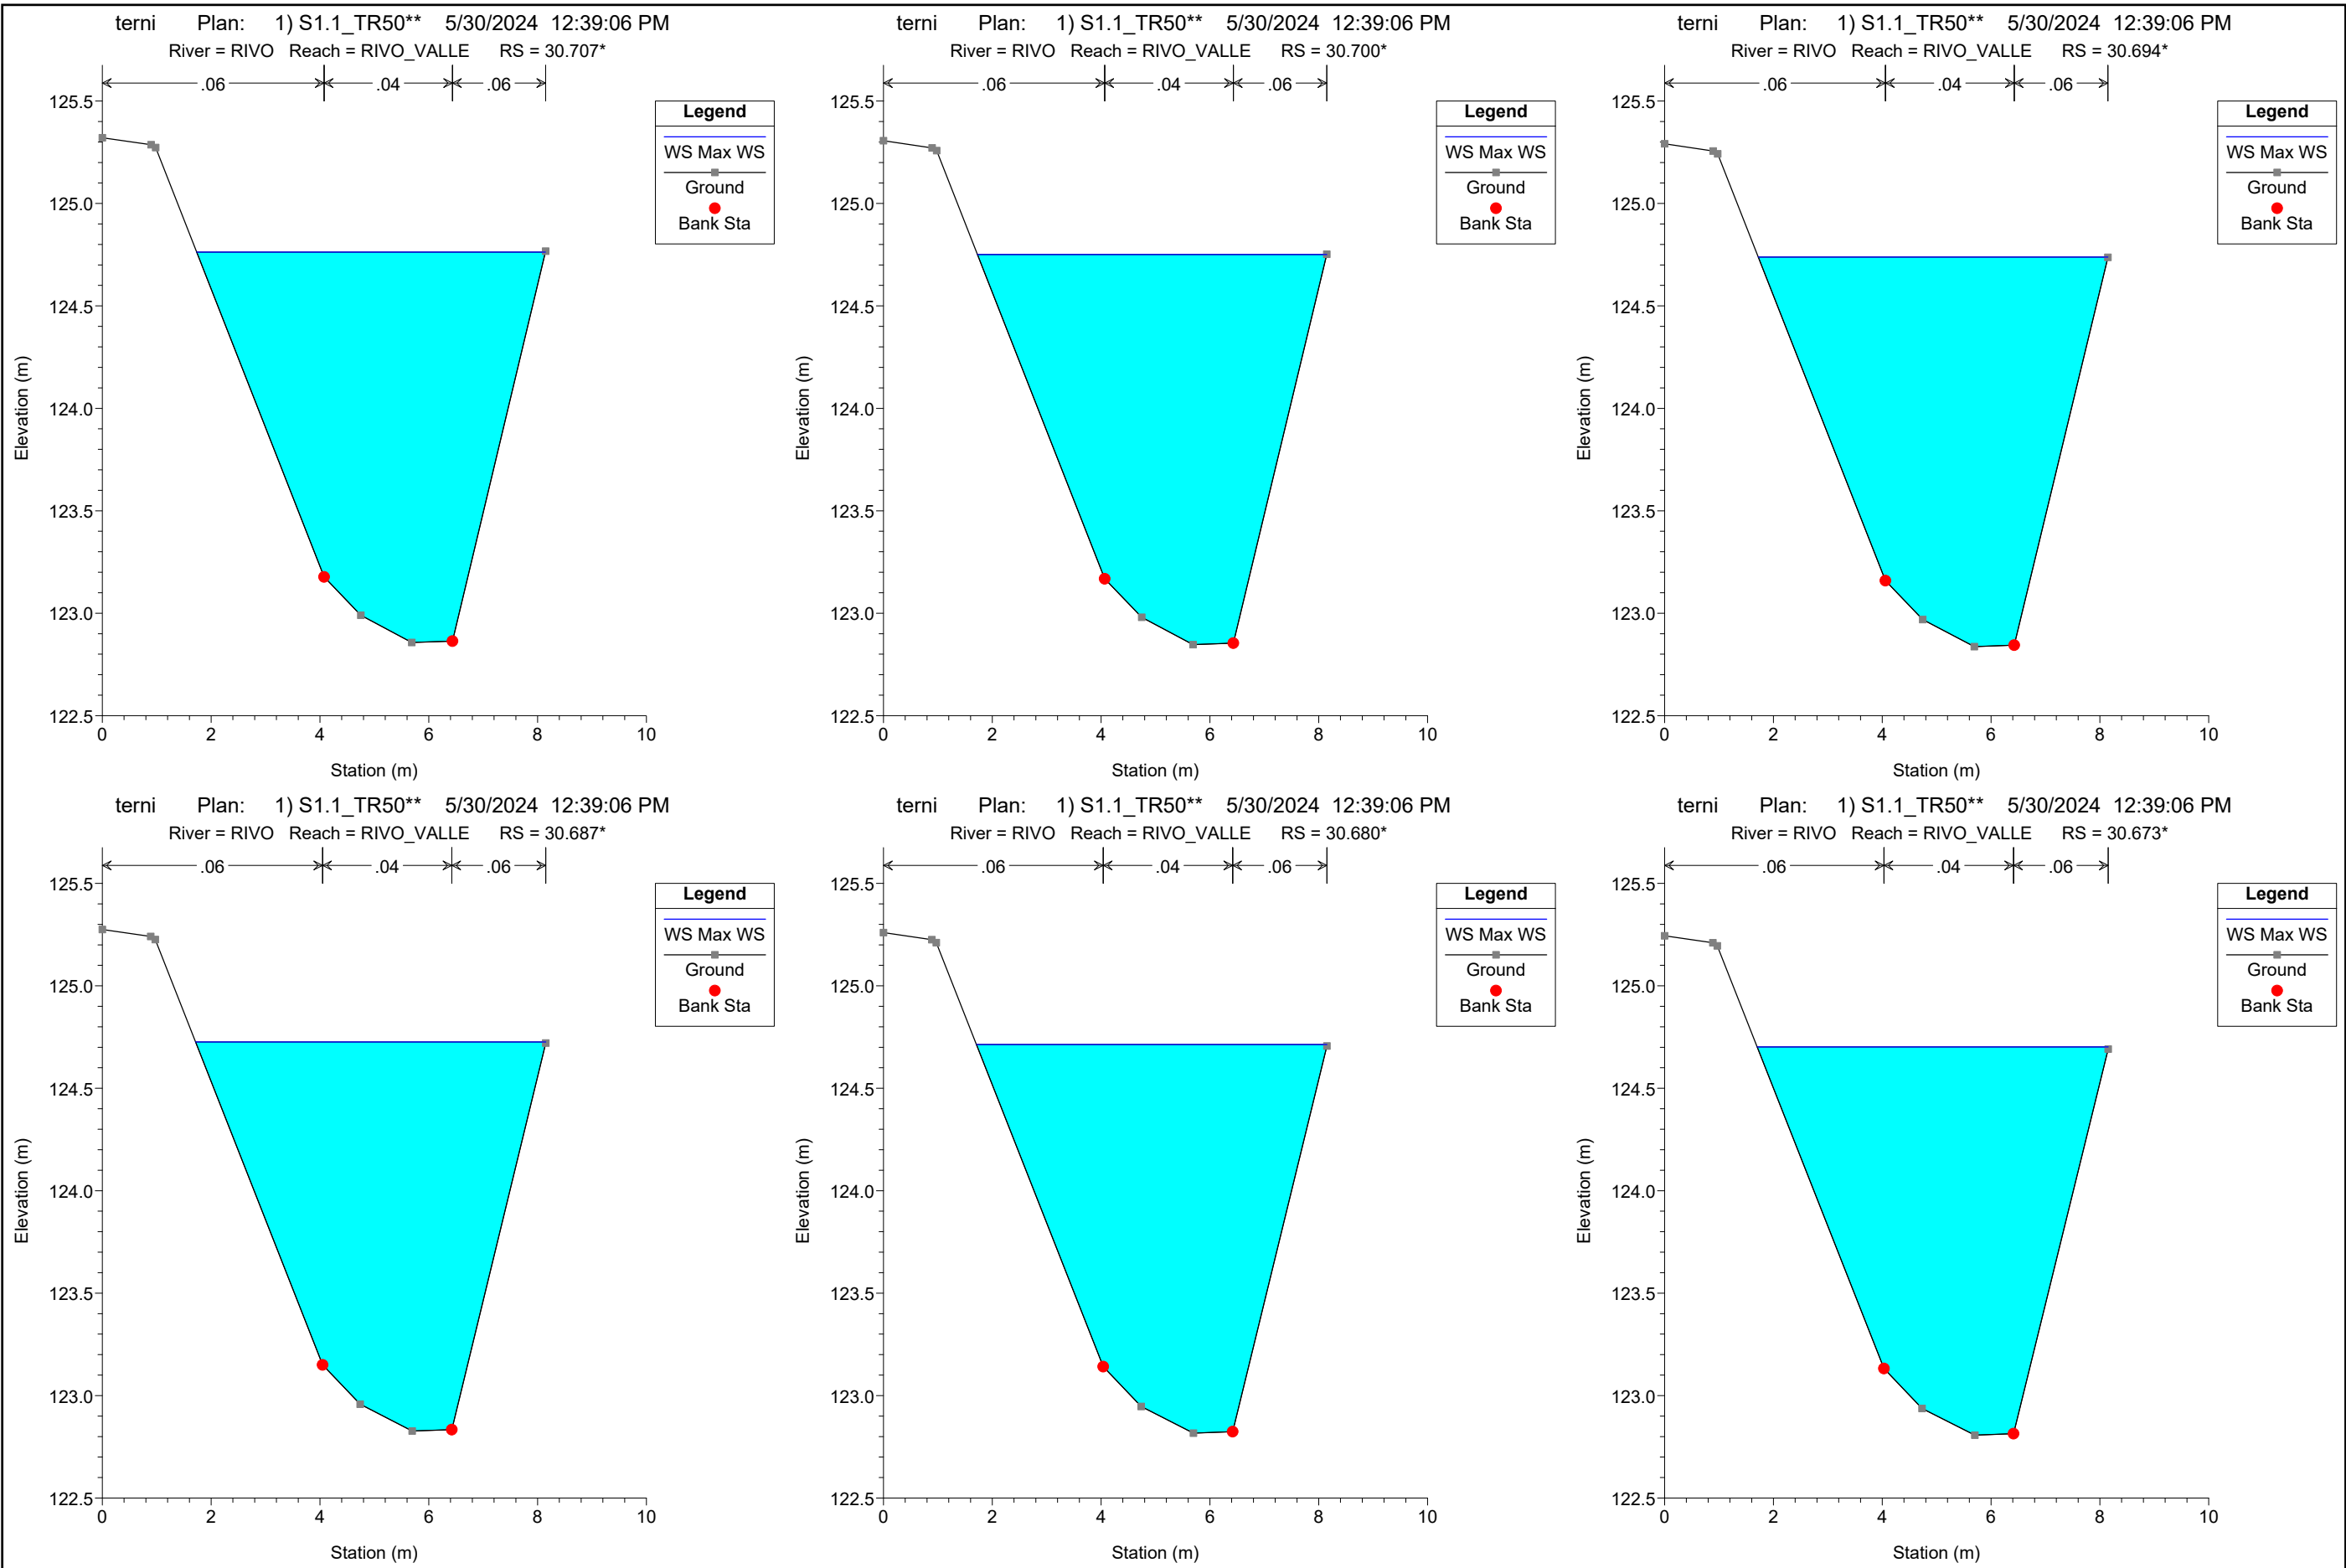 terni Plan: 1) S1.1_TR50** 5/30/2024 12:39:06 PM
River = RIVO Reach = RIVO_VALLE RS = 30.707*
.06 .04 .06
125.5
125.0
124.5
124.0
123.5
123.0
122.5
Elevation (m)
0 2 4 6 8 10
Station (m)
Legend
WS Max WS
Ground
Bank Sta
terni Plan: 1) S1.1_TR50** 5/30/2024 12:39:06 PM
River = RIVO Reach = RIVO_VALLE RS = 30.700*
.06 .04 .06
125.5
125.0
124.5
124.0
123.5
123.0
122.5
Elevation (m)
0 2 4 6 8 10
Station (m)
Legend
WS Max WS
Ground
Bank Sta
terni Plan: 1) S1.1_TR50** 5/30/2024 12:39:06 PM
River = RIVO Reach = RIVO_VALLE RS = 30.694*
.06 .04 .06
125.5
125.0
124.5
124.0
123.5
123.0
122.5
Elevation (m)
0 2 4 6 8 10
Station (m)
Legend
WS Max WS
Ground
Bank Sta
terni Plan: 1) S1.1_TR50** 5/30/2024 12:39:06 PM
River = RIVO Reach = RIVO_VALLE RS = 30.687*
.06 .04 .06
125.5
125.0
124.5
124.0
123.5
123.0
122.5
Elevation (m)
0 2 4 6 8 10
Station (m)
Legend
WS Max WS
Ground
Bank Sta
terni Plan: 1) S1.1_TR50** 5/30/2024 12:39:06 PM
River = RIVO Reach = RIVO_VALLE RS = 30.680*
.06 .04 .06
125.5
125.0
124.5
124.0
123.5
123.0
122.5
Elevation (m)
0 2 4 6 8 10
Station (m)
Legend
WS Max WS
Ground
Bank Sta
terni Plan: 1) S1.1_TR50** 5/30/2024 12:39:06 PM
River = RIVO Reach = RIVO_VALLE RS = 30.673*
.06 .04 .06
125.5
125.0
124.5
124.0
123.5
123.0
122.5
Elevation (m)
0 2 4 6 8 10
Station (m)
Legend
WS Max WS
Ground
Bank Sta